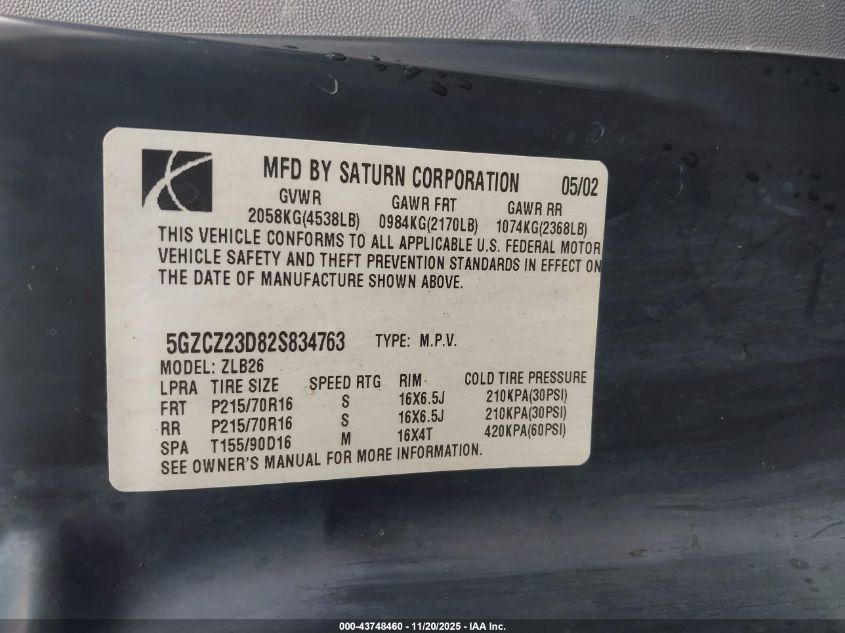 MFD BY SATURN CORPORATION 05/02
GVWR GAWR FRT GAWR RR
2058KG(4538LB) 0984KG(2170LB) 1074KG(2368LB)
THIS VEHICLE CONFORMS TO ALL APPLICABLE U.S. FEDERAL MOTOR
VEHICLE SAFETY AND THEFT PREVENTION STANDARDS IN EFFECT ON
THE DATE OF MANUFACTURE SHOWN ABOVE.
5GZCZ23D82S834763 TYPE: M.P.V.
MODEL: ZLB26
LPRA TIRE SIZE SPEED RTG RIM COLD TIRE PRESSURE
FRT P215/70R16 S 16X6.5J 210KPA(30PSI)
RR P215/70R16 S 16X6.5J 210KPA(30PSI)
SPA T155/90D16 M 16X4T 420KPA(60PSI)
SEE OWNER'S MANUAL FOR MORE INFORMATION.
000-43748460 - 11/20/2025 - IAA Inc.